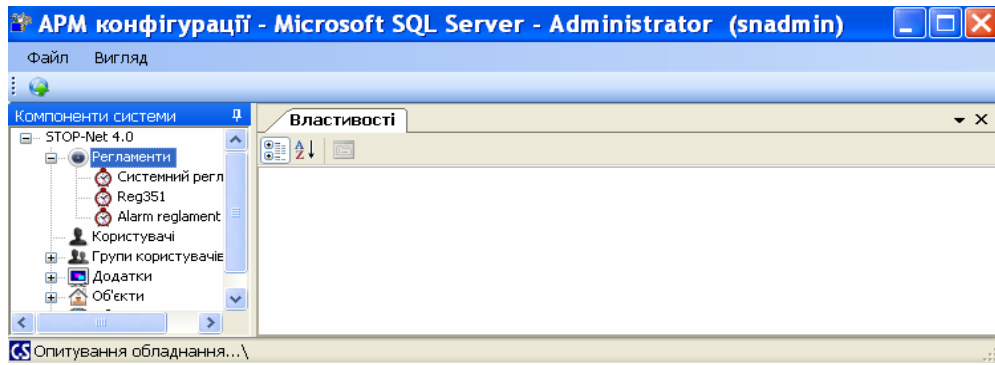 АРМ конфігурації - Microsoft SQL Server - Administrator (snadmin)
Файл Вигляд
Компоненти системи
Властивості
STOP-Net 4.0
Регламенти
Системний регл
Reg351
Alarm reglament
Користувачі
Групи користувачів
Додатки
Об'єкти
Опитування обладнання...\